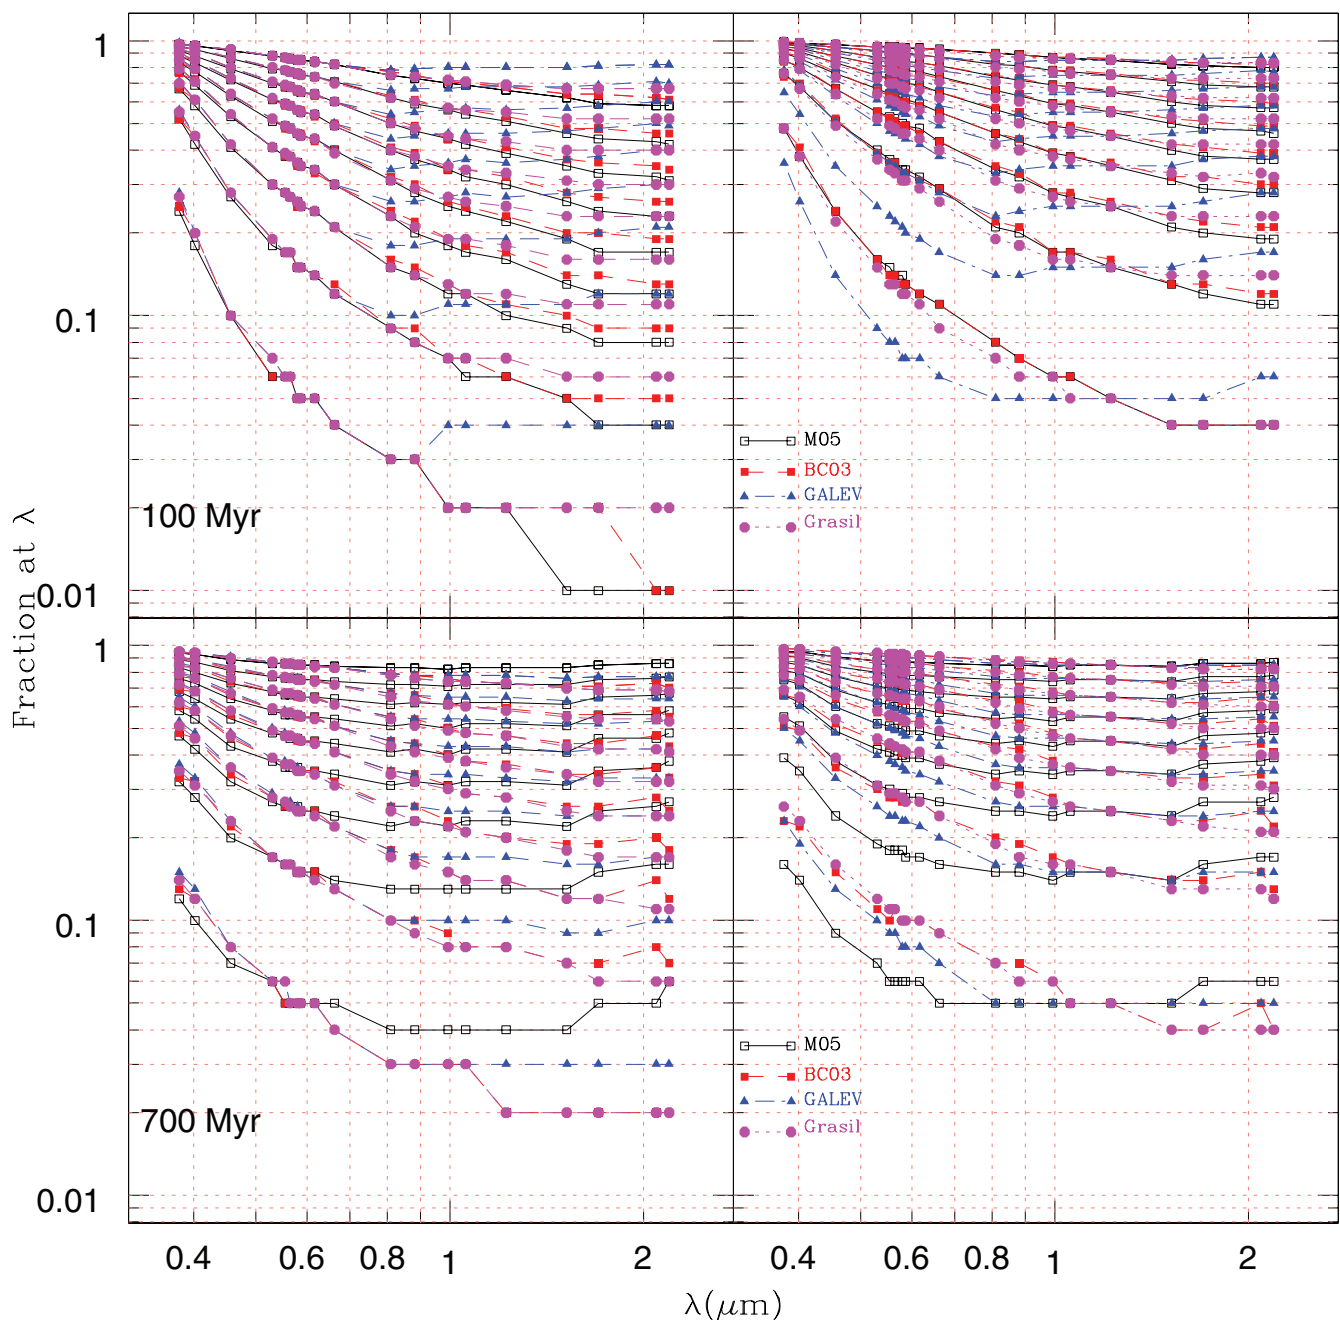 1
0.1
0.01
100 Myr
M05
BC03
GALEV
Grasil
Fraction at λ
1
0.1
0.01
700 Myr
M05
BC03
GALEV
Grasil
0.4 0.6 0.8 1 2
0.4 0.6 0.8 1 2
λ(μm)